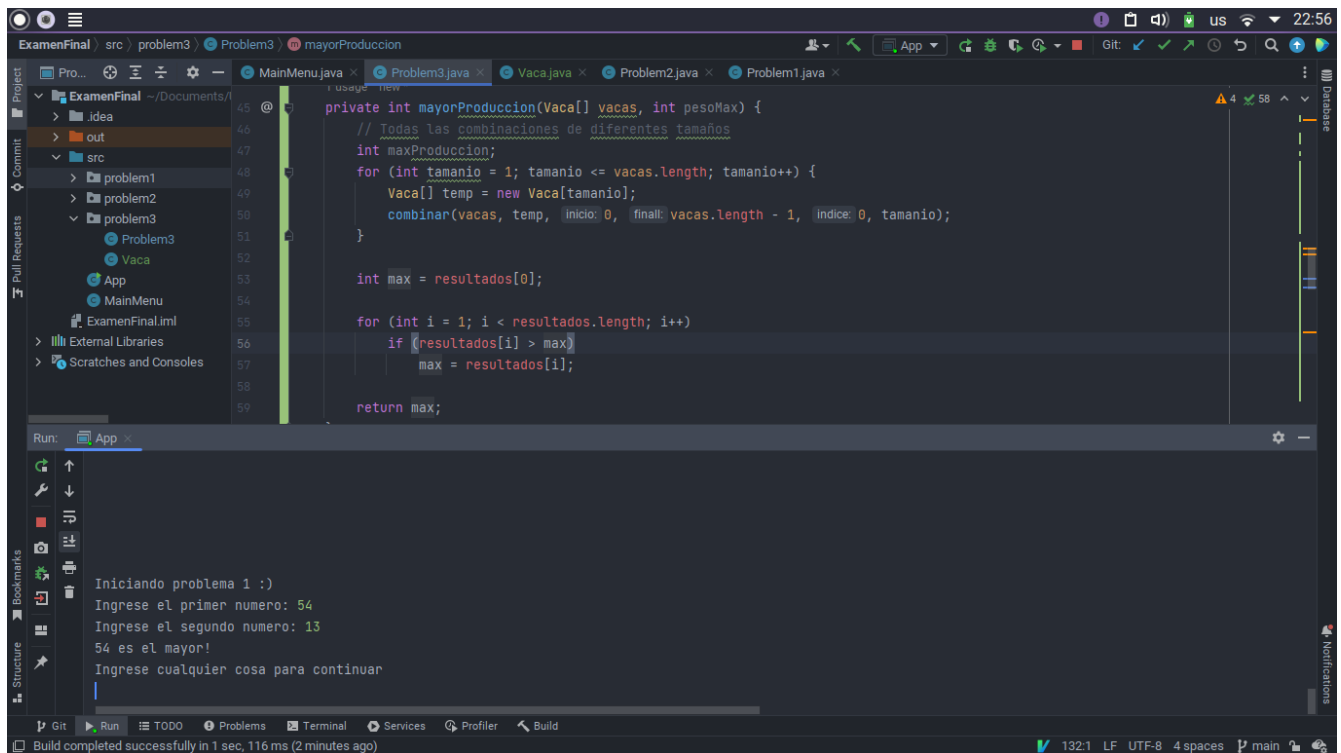 us 22:56
ExamenFinal src problem3 Problem3 mayorProduccion App Git:
Project Pro... MainMenu.java Problem3.java Vaca.java Problem2.java Problem1.java
1 usage new
ExamenFinal ~/Documents/
.idea
out
src
problem1
problem2
problem3
Problem3
Vaca
App
MainMenu
ExamenFinal.iml
External Libraries
Scratches and Consoles
4 58
45 @ private int mayorProduccion(Vaca[] vacas, int pesoMax) {
46 // Todas las combinaciones de diferentes tamaños
47 int maxProduccion;
48 for (int tamanio = 1; tamanio <= vacas.length; tamanio++) {
49 Vaca[] temp = new Vaca[tamanio];
50 combinar(vacas, temp, inicio: 0, finall: vacas.length - 1, indice: 0, tamanio);
51 }
52
53 int max = resultados[0];
54
55 for (int i = 1; i < resultados.length; i++)
56 if (resultados[i] > max)
57 max = resultados[i];
58
59 return max;
Commit
Pull Requests
Database
Run: App
Iniciando problema 1 :)
Ingrese el primer numero: 54
Ingrese el segundo numero: 13
54 es el mayor!
Ingrese cualquier cosa para continuar
Bookmarks
Structure
Notifications
Git Run TODO Problems Terminal Services Profiler Build
Build completed successfully in 1 sec, 116 ms (2 minutes ago) 132:1 LF UTF-8 4 spaces main